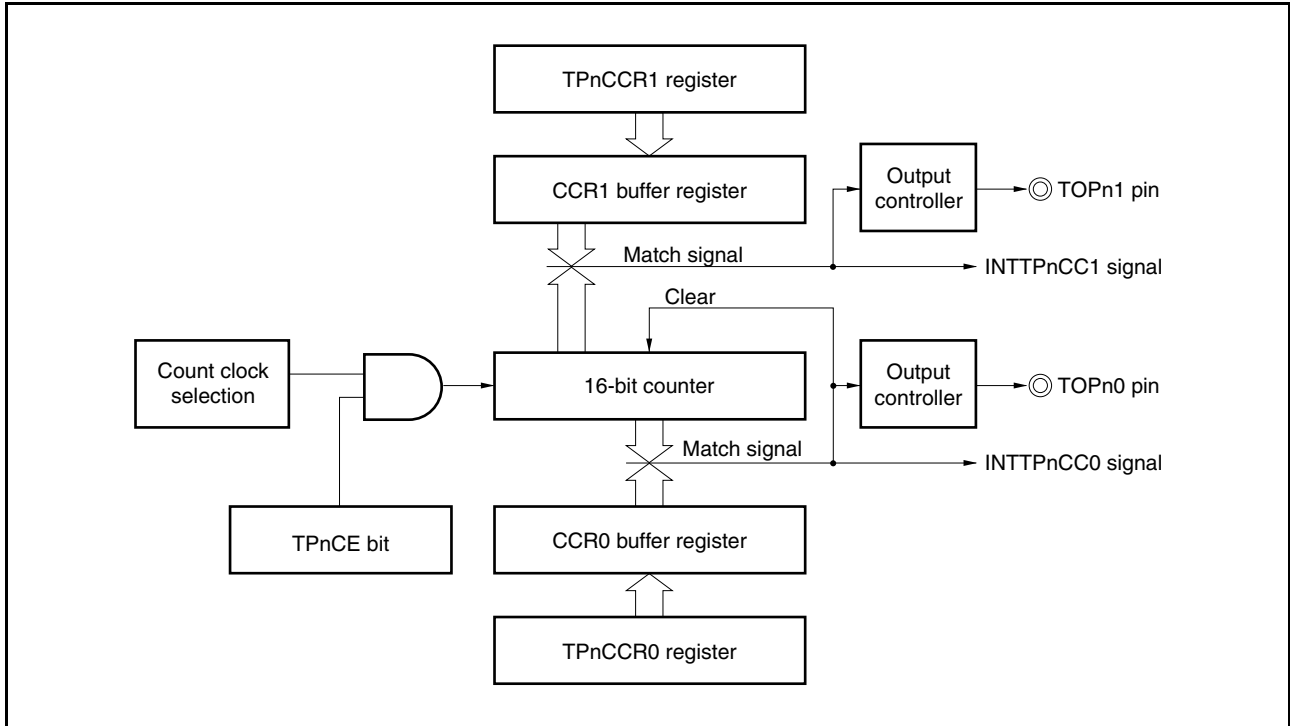 TPnCCR1 register
CCR1 buffer register
Output
controller
TOPn1 pin
Match signal
INTTPnCC1 signal
Clear
Count clock
selection
16-bit counter
Output
controller
TOPn0 pin
Match signal
INTTPnCC0 signal
TPnCE bit
CCR0 buffer register
TPnCCR0 register